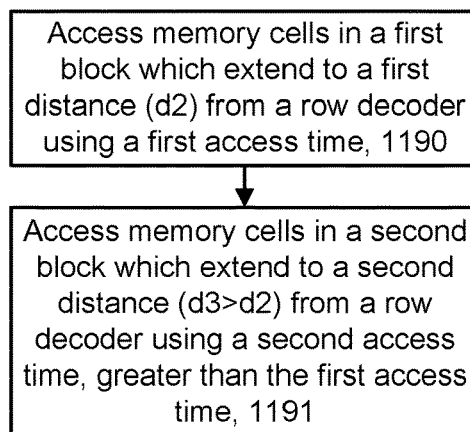 Access memory cells in a first
block which extend to a first
distance (d2) from a row decoder
using a first access time, 1190
Access memory cells in a second
block which extend to a second
distance (d3>d2) from a row
decoder using a second access
time, greater than the first access
time, 1191